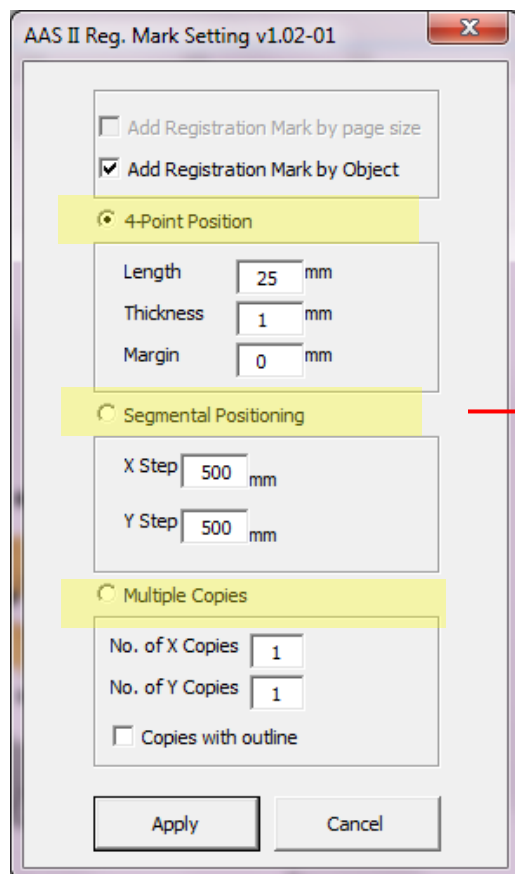 AAS II Reg. Mark Setting v1.02-01
Add Registration Mark by page size
Add Registration Mark by Object
4-Point Position
Length 25 mm
Thickness 1 mm
Margin 0 mm
Segmental Positioning
X Step 500 mm
Y Step 500 mm
Multiple Copies
No. of X Copies 1
No. of Y Copies 1
Copies with outline
Apply Cancel